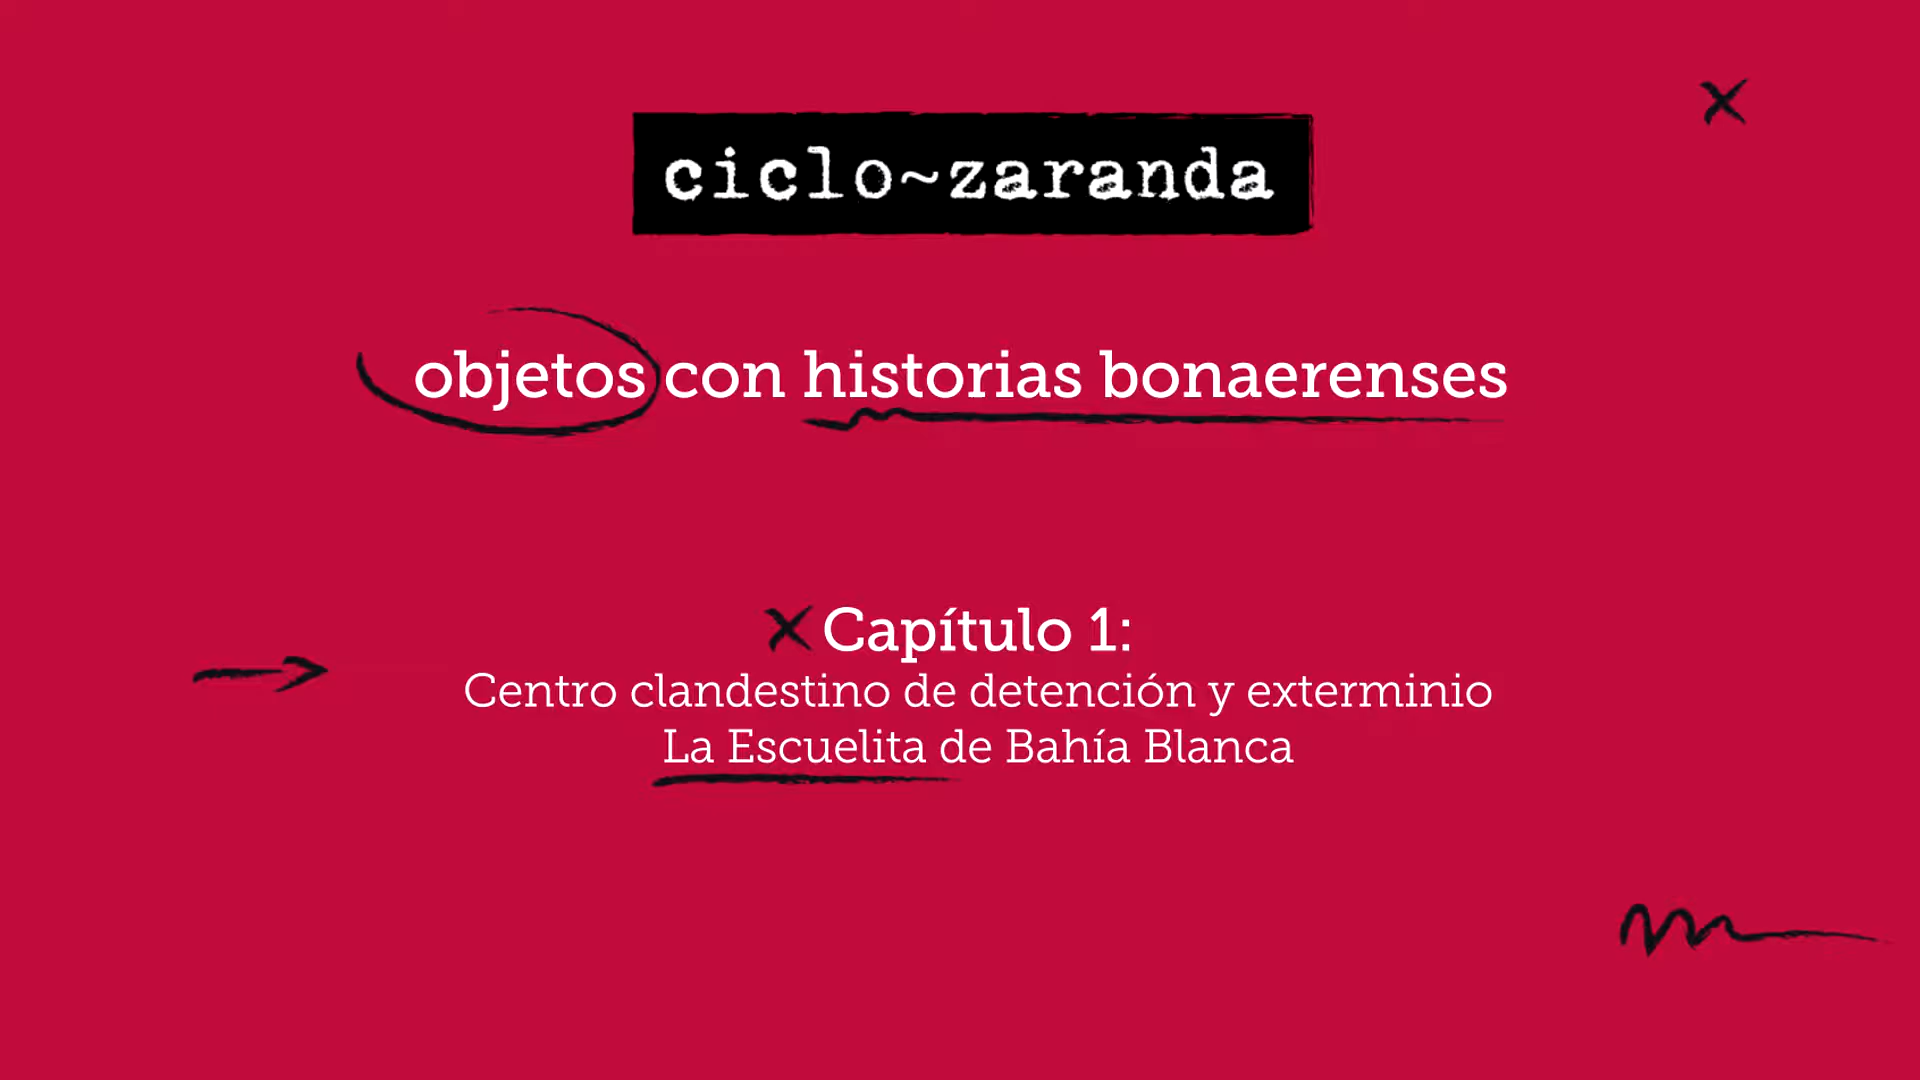 ciclo~zaranda
objetos con historias bonaerenses
Capítulo 1:
Centro clandestino de detención y exterminio
La Escuelita de Bahía Blanca